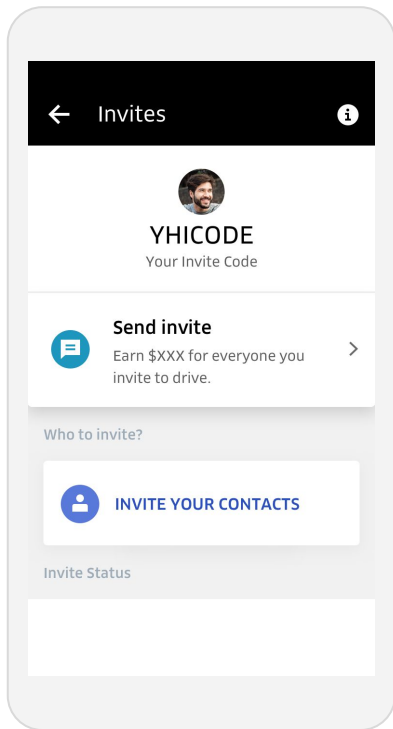 Invites
YHICODE
Your Invite Code
Send invite
Earn $XXX for everyone you
invite to drive.
Who to invite?
INVITE YOUR CONTACTS
Invite Status